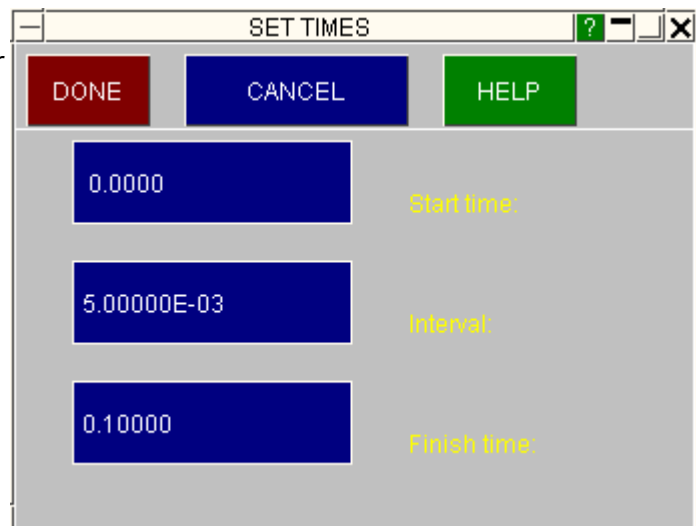 SET TIMES ?
DONE CANCEL HELP
0.0000 Start time:
5.00000E-03 Interval:
0.10000 Finish time: